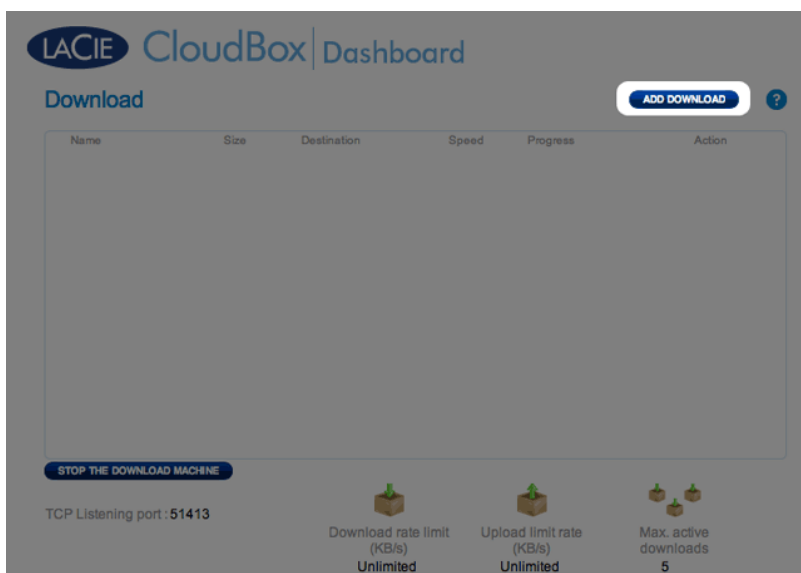 LACIE CloudBox Dashboard
Download ADD DOWNLOAD ?
Name Size Destination Speed Progress Action
STOP THE DOWNLOAD MACHINE
TCP Listening port : 51413
Download rate limit
(KB/s)
Unlimited
Upload limit rate
(KB/s)
Unlimited
Max. active
downloads
5